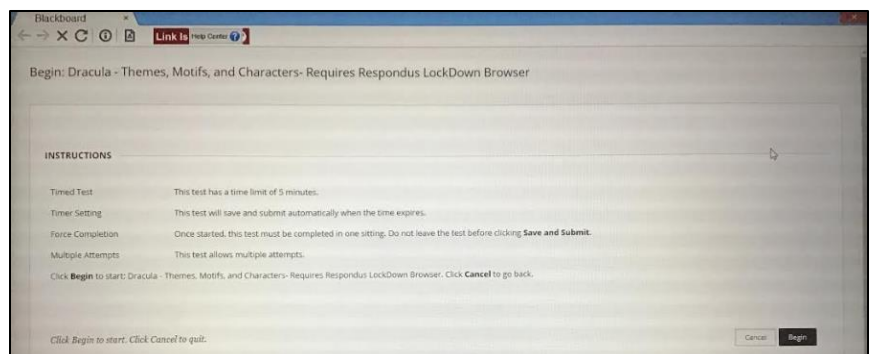 Blackboard
Link Is Help Center ?
Begin: Dracula - Themes, Motifs, and Characters- Requires Respondus LockDown Browser
INSTRUCTIONS
Timed Test This test has a time limit of 5 minutes.
Timer Setting This test will save and submit automatically when the time expires.
Force Completion Once started, this test must be completed in one sitting. Do not leave the test before clicking Save and Submit.
Multiple Attempts This test allows multiple attempts.
Click Begin to start: Dracula - Themes, Motifs, and Characters- Requires Respondus LockDown Browser. Click Cancel to go back.
Click Begin to start. Click Cancel to quit.
Cancel Begin